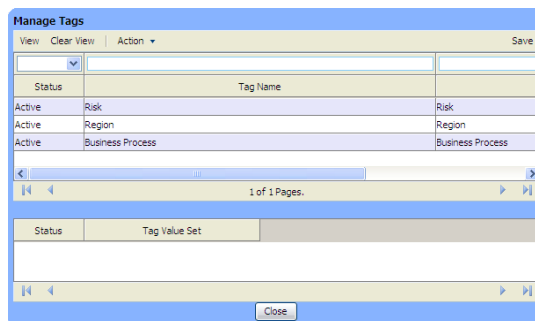 Manage Tags
View Clear View Action Save
Status Tag Name
Active Risk Risk
Active Region Region
Active Business Process Business Process
1 of 1 Pages.
Status Tag Value Set
Close